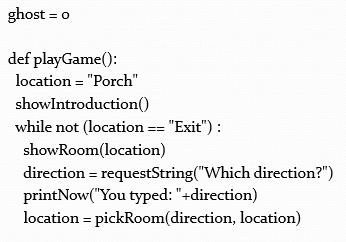 ghost = 0
def playGame():
location = "Porch"
showIntroduction()
while not (location == "Exit") :
showRoom(location)
direction = requestString("Which direction?")
printNow("You typed: "+direction)
location = pickRoom(direction, location)